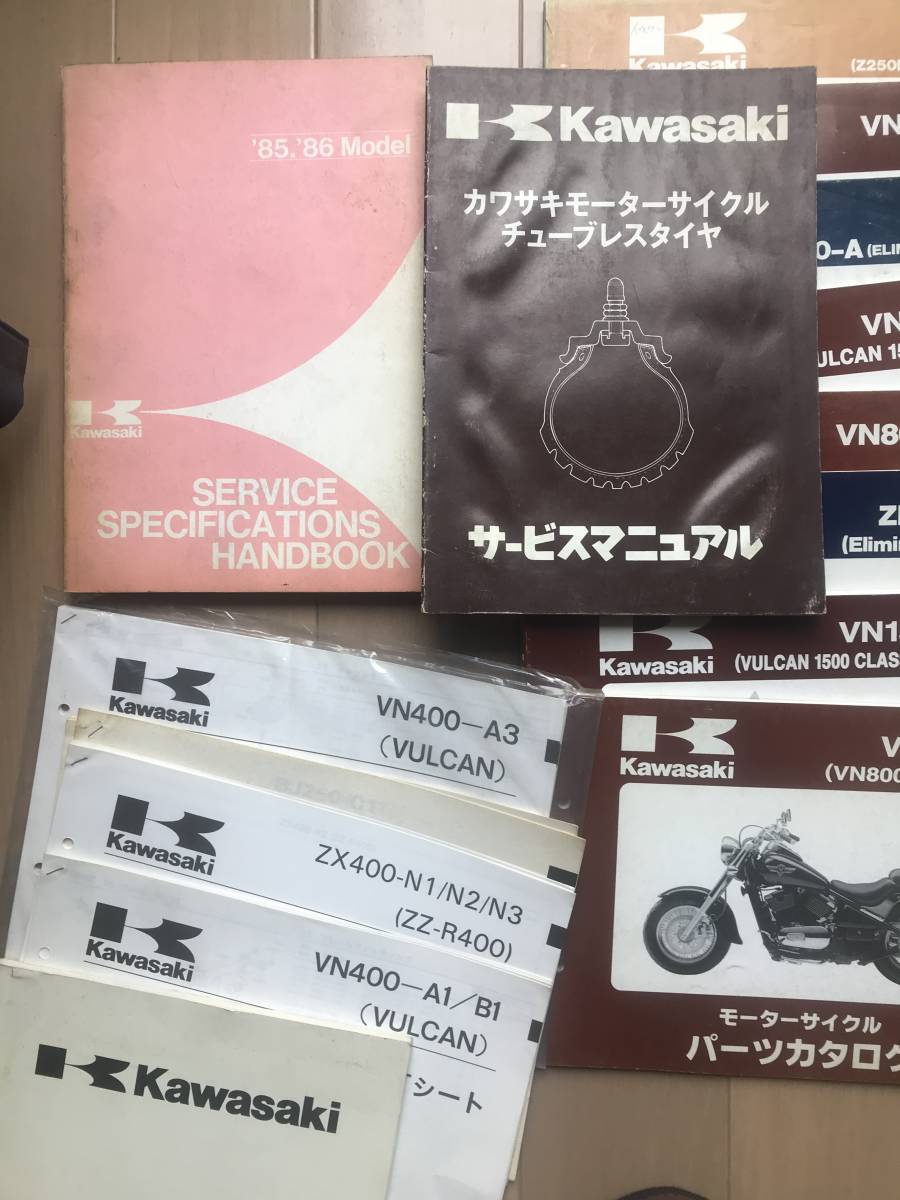 '85.'86 Model
Kawasaki
SERVICE
SPECIFICATIONS
HANDBOOK
Kawasaki
カワサキモーターサイクル
チューブレスタイヤ
サービスマニュアル
Kawasaki
(Z250
VN
O-A (ELIM
VN
ULCAN 15
VN8
(Elimin
Kawasaki
VN1
(VULCAN 1500 CLAS
Kawasaki
(VN800
モーターサイクル
パーツカタログ
Kawasaki
VN400-A3
(VULCAN)
Kawasaki
ZX400-N1/N2/N3
(ZZ-R400)
Kawasaki
VN400-A1/B1
(VULCAN)
シート
Kawasaki